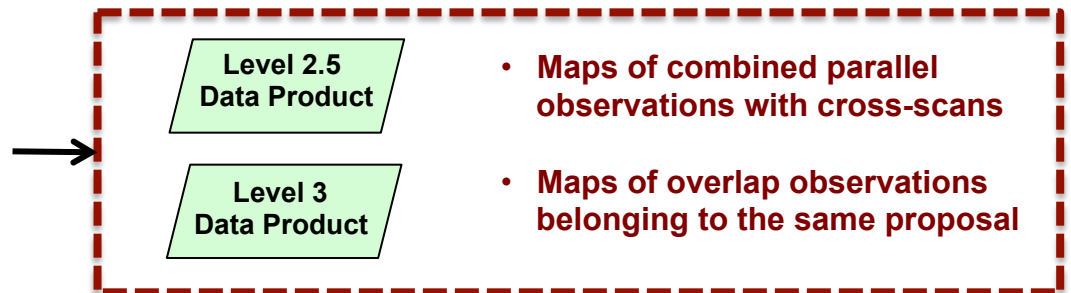 Level 2.5
Data Product
• Maps of combined parallel
observations with cross-scans
Level 3
Data Product
• Maps of overlap observations
belonging to the same proposal